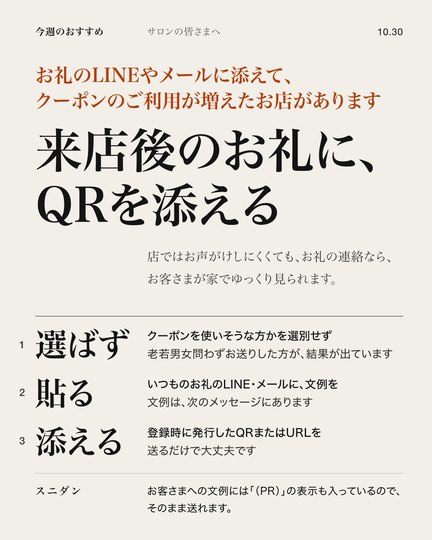 今週のおすすめ
サロンの皆さまへ
10.30
お礼のLINEやメールに添えて、
クーポンのご利用が増えたお店があります
来店後のお礼に、
QRを添える
店ではお声がけしにくくても、お礼の連絡なら、
お客さまが家でゆっくり見られます。
1
選ばず
クーポンを使いそうな方かを選別せず
老若男女問わずお送りした方が、結果が出ています
2
貼る
いつものお礼のLINE・メールに、文例を
文例は、次のメッセージにあります
3
添える
登録時に発行したQRまたはURLを
送るだけで大丈夫です
スニダン
お客さまへの文例には「（PR）」の表示も入っているので、
そのまま送れます。